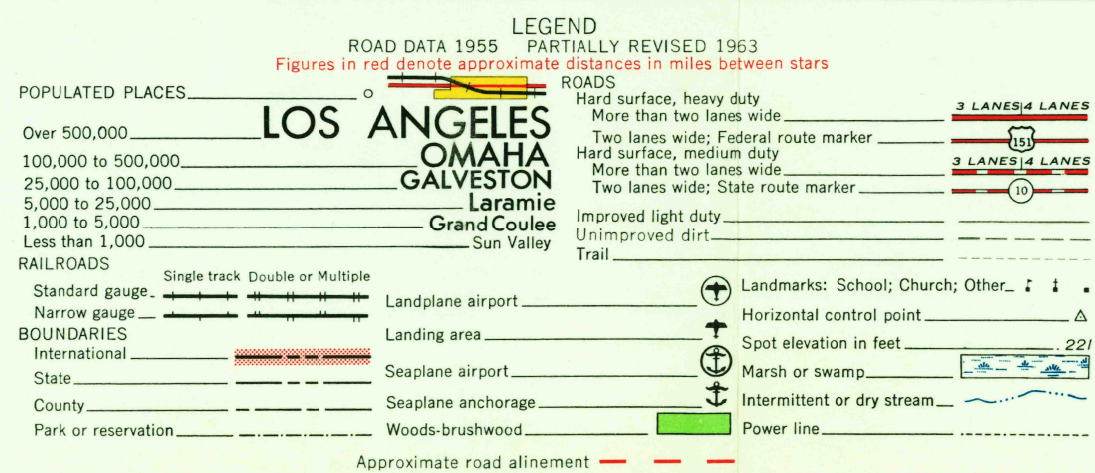 LEGEND
ROAD DATA 1955 PARTIALLY REVISED 1963
Figures in red denote approximate distances in miles between stars
POPULATED PLACES
Over 500,000 LOS ANGELES
100,000 to 500,000 OMAHA
25,000 to 100,000 GALVESTON
5,000 to 25,000 Laramie
1,000 to 5,000 Grand Coulee
Less than 1,000 Sun Valley
RAILROADS
Single track Double or Multiple
Standard gauge
Narrow gauge
BOUNDARIES
International
State
County
Park or reservation
Landplane airport
Landing area
Seaplane airport
Seaplane anchorage
Woods-brushwood
ROADS
Hard surface, heavy duty
More than two lanes wide 3 LANES 4 LANES
Two lanes wide; Federal route marker 151
Hard surface, medium duty
More than two lanes wide 3 LANES 4 LANES
Two lanes wide; State route marker 10
Improved light duty
Unimproved dirt
Trail
Landmarks: School; Church; Other
Horizontal control point
Spot elevation in feet .221
Marsh or swamp
Intermittent or dry stream
Power line
Approximate road alinement